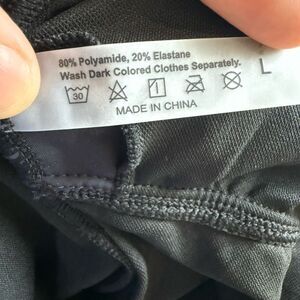 80% Polyamide, 20% Elastane
Wash Dark Colored Clothes Separately.
30
L
MADE IN CHINA